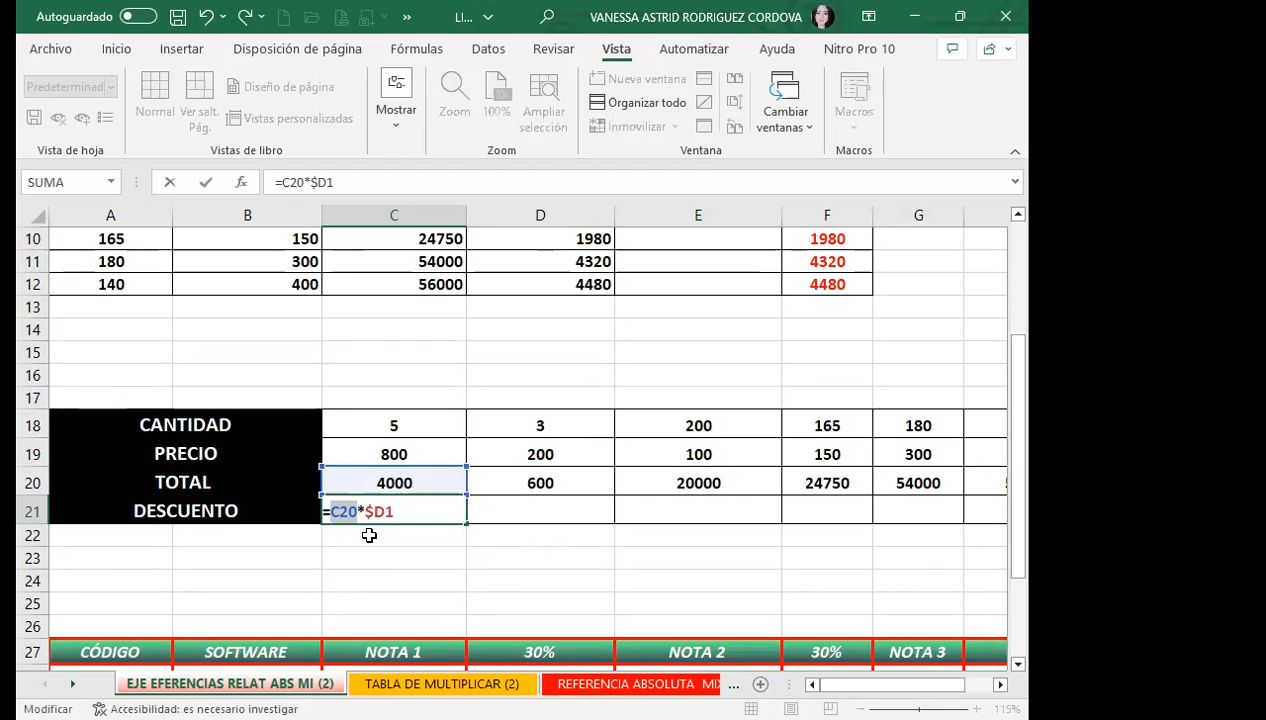 Autoguardado LI... VANESSA ASTRID RODRIGUEZ CORDOVA
Archivo Inicio Insertar Disposición de página Fórmulas Datos Revisar Vista Automatizar Ayuda Nitro Pro 10
Predeterminad Normal Ver salt. Pág. Diseño de página Vistas personalizadas Mostrar Zoom 100% Ampliar selección Nueva ventana Organizar todo Inmovilizar Cambiar ventanas Macros
Vista de hoja Vistas de libro Zoom Ventana Macros
SUMA =C20*$D1
A B C D E F G
10 165 150 24750 1980 1980
11 180 300 54000 4320 4320
12 140 400 56000 4480 4480
13
14
15
16
17
18 CANTIDAD 5 3 200 165 180
19 PRECIO 800 200 100 150 300
20 TOTAL 4000 600 20000 24750 54000
21 DESCUENTO =C20*$D1
22
23
24
25
26
27 CÓDIGO SOFTWARE NOTA 1 30% NOTA 2 30% NOTA 3
EJE EFERENCIAS RELAT ABS MI (2) TABLA DE MULTIPLICAR (2) REFERENCIA ABSOLUTA MIX ...
Modificar Accesibilidad: es necesario investigar 115%